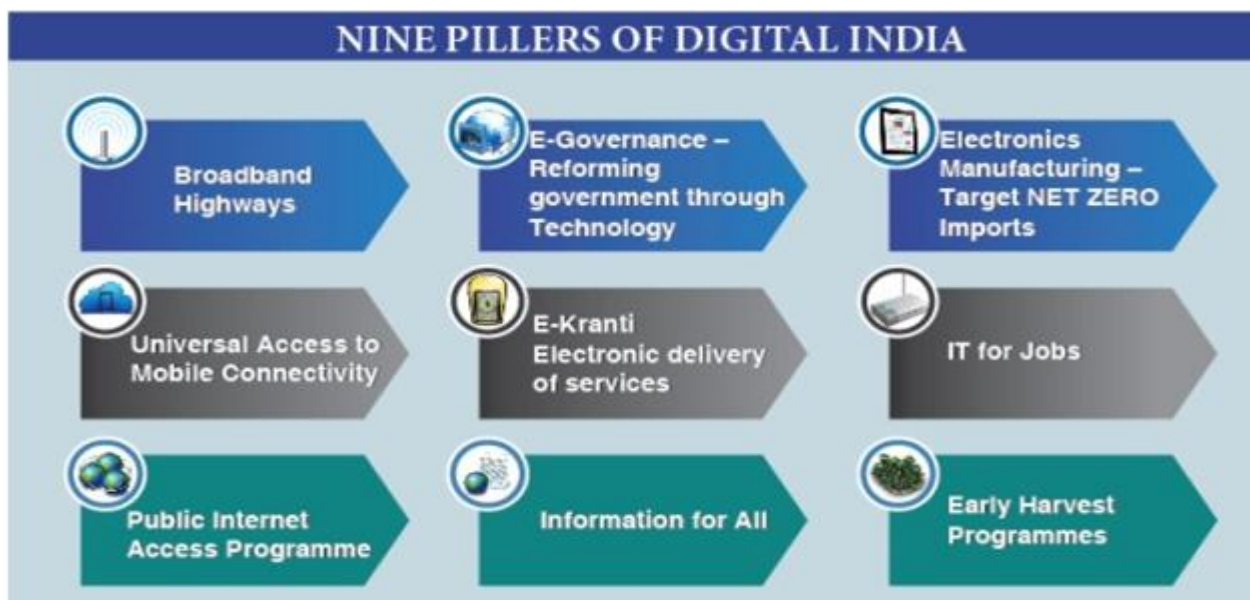 NINE PILLERS OF DIGITAL INDIA
Broadband
Highways
E-Governance –
Reforming
government through
Technology
Electronics
Manufacturing –
Target NET ZERO
Imports
Universal Access to
Mobile Connectivity
E-Kranti
Electronic delivery
of services
IT for Jobs
Public Internet
Access Programme
Information for All
Early Harvest
Programmes